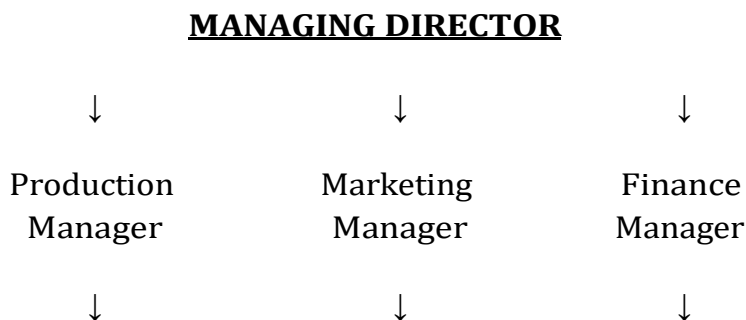 MANAGING DIRECTOR
↓ ↓ ↓
Production Marketing Finance
Manager Manager Manager
↓ ↓ ↓